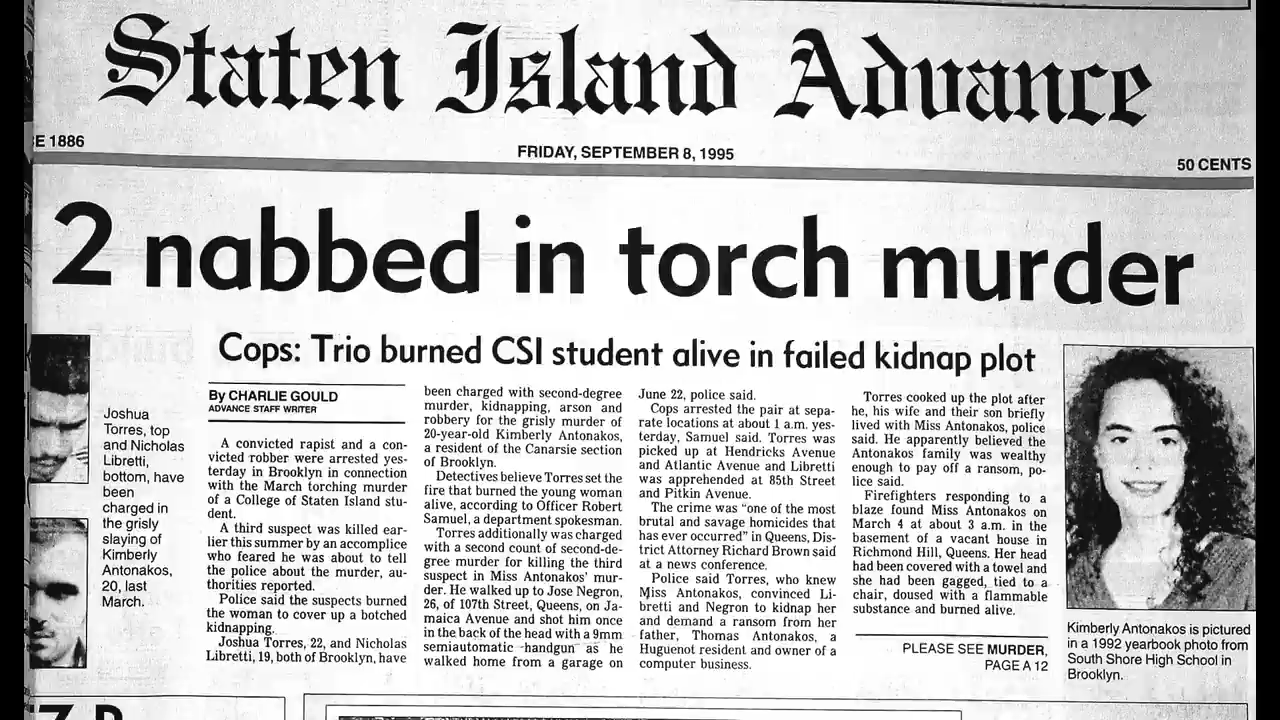 Staten Island Advance
E 1886
FRIDAY, SEPTEMBER 8, 1995
50 CENTS
2 nabbed in torch murder
Cops: Trio burned CSI student alive in failed kidnap plot
Joshua
Torres, top
and Nicholas
Libretti,
bottom, have
been
charged in
the grisly
slaying of
Kimberly
Antonakos,
20, last
March.
By CHARLIE GOULD
ADVANCE STAFF WRITER
A convicted rapist and a con-
victed robber were arrested yes-
terday in Brooklyn in connection
with the March torching murder
of a College of Staten Island stu-
dent.
A third suspect was killed ear-
lier this summer by an accomplice
who feared he was about to tell
the police about the murder, au-
thorities reported.
Police said the suspects burned
the woman to cover up a botched
kidnapping.
Joshua Torres, 22, and Nicholas
Libretti, 19, both of Brooklyn, have
been charged with second-degree
murder, kidnapping, arson and
robbery for the grisly murder of
20-year-old Kimberly Antonakos,
a resident of the Canarsie section
of Brooklyn.
Detectives believe Torres set the
fire that burned the young woman
alive, according to Officer Robert
Samuel, a department spokesman.
Torres additionally was charged
with a second count of second-de-
gree murder for killing the third
suspect in Miss Antonakos' mur-
der. He walked up to Jose Negron,
26, of 107th Street, Queens, on Ja-
maica Avenue and shot him once
in the back of the head with a 9mm
semiautomatic handgun as he
walked home from a garage on
June 22, police said.
Cops arrested the pair at sepa-
rate locations at about 1 a.m. yes-
terday, Samuel said. Torres was
picked up at Hendricks Avenue
and Atlantic Avenue and Libretti
was apprehended at 85th Street
and Pitkin Avenue.
The crime was "one of the most
brutal and savage homicides that
has ever occurred" in Queens, Dis-
trict Attorney Richard Brown said
at a news conference.
Police said Torres, who knew
Miss Antonakos, convinced Li-
bretti and Negron to kidnap her
and demand a ransom from her
father, Thomas Antonakos, a
Huguenot resident and owner of a
computer business.
Torres cooked up the plot after
he, his wife and their son briefly
lived with Miss Antonakos, police
said. He apparently believed the
Antonakos family was wealthy
enough to pay off a ransom, po-
lice said.
Firefighters responding to a
blaze found Miss Antonakos on
March 4 at about 3 a.m. in the
basement of a vacant house in
Richmond Hill, Queens. Her head
had been covered with a towel and
she had been gagged, tied to a
chair, doused with a flammable
substance and burned alive.
PLEASE SEE MURDER,
PAGE A 12
Kimberly Antonakos is pictured
in a 1992 yearbook photo from
South Shore High School in
Brooklyn.